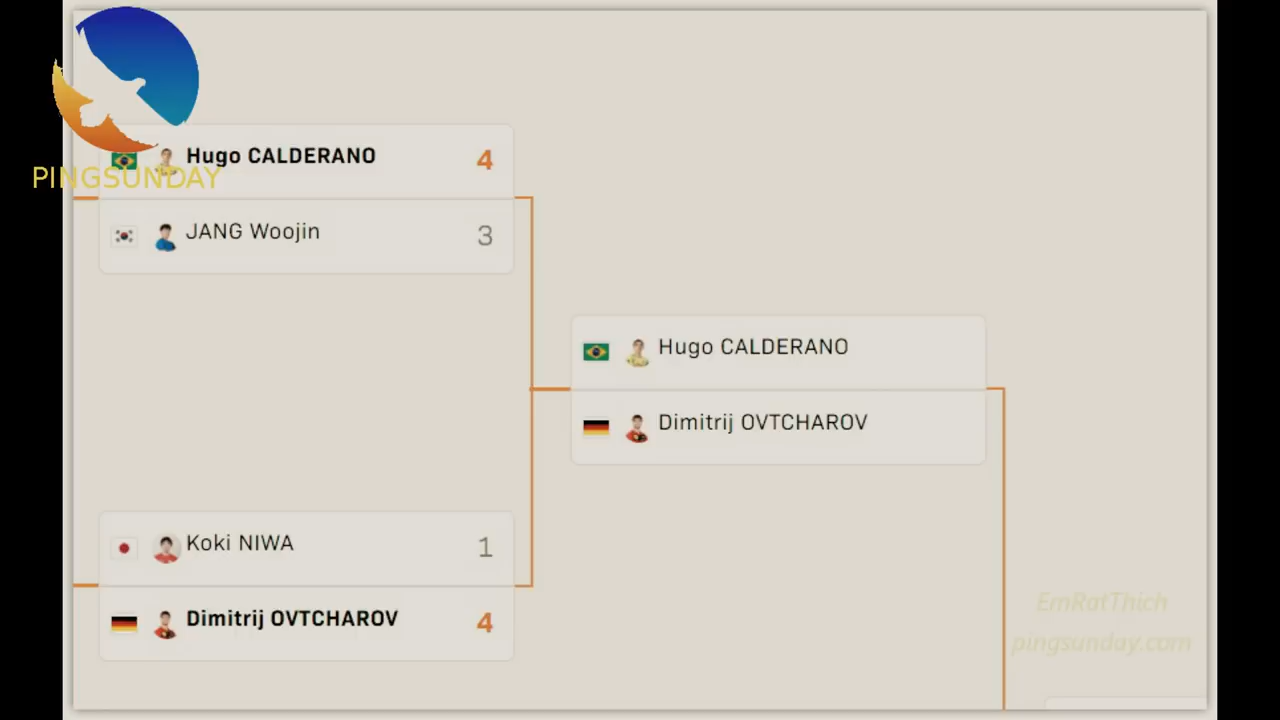 Hugo CALDERANO 4
PINGSUNDAY
JANG Woojin 3
Hugo CALDERANO
Dimitrij OVTCHAROV
Koki NIWA 1
Dimitrij OVTCHAROV 4
EmRatThich
pingsunday.com